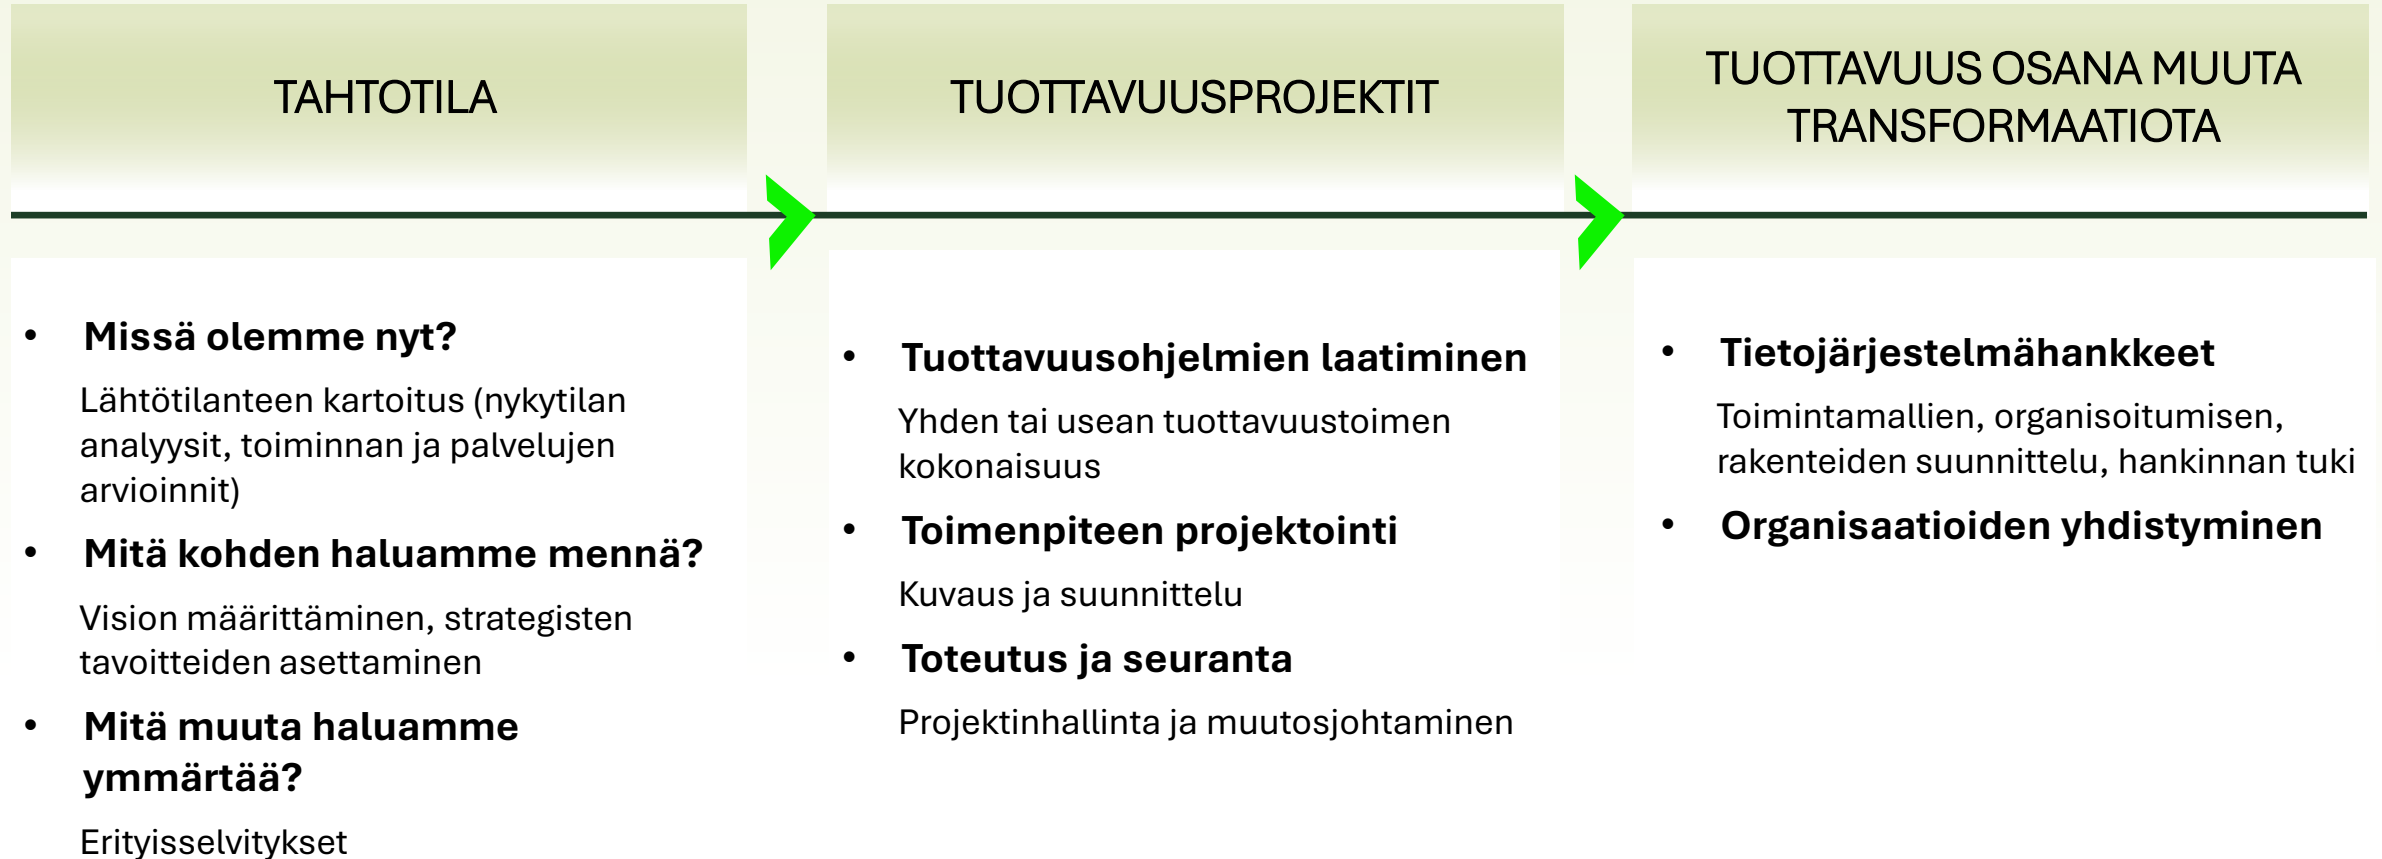 TAHTOTILA
• Missä olemme nyt?
Lähtötilanteen kartoitus (nykytilan
analyysit, toiminnan ja palvelujen
arvioinnit)
• Mitä kohden haluamme mennä?
Vision määrittäminen, strategisten
tavoitteiden asettaminen
• Mitä muuta haluamme
ymmärtää?
Erityisselvitykset
TUOTTAVUUSPROJEKTIT
• Tuottavuusohjelmien laatiminen
Yhden tai usean tuottavuustoimen
kokonaisuus
• Toimenpiteen projektointi
Kuvaus ja suunnittelu
• Toteutus ja seuranta
Projektinhallinta ja muutosjohtaminen
TUOTTAVUUS OSANA MUUTA
TRANSFORMAATIOTA
• Tietojärjestelmähankkeet
Toimintamallien, organisoitumisen,
rakenteiden suunnittelu, hankinnan tuki
• Organisaatioiden yhdistyminen